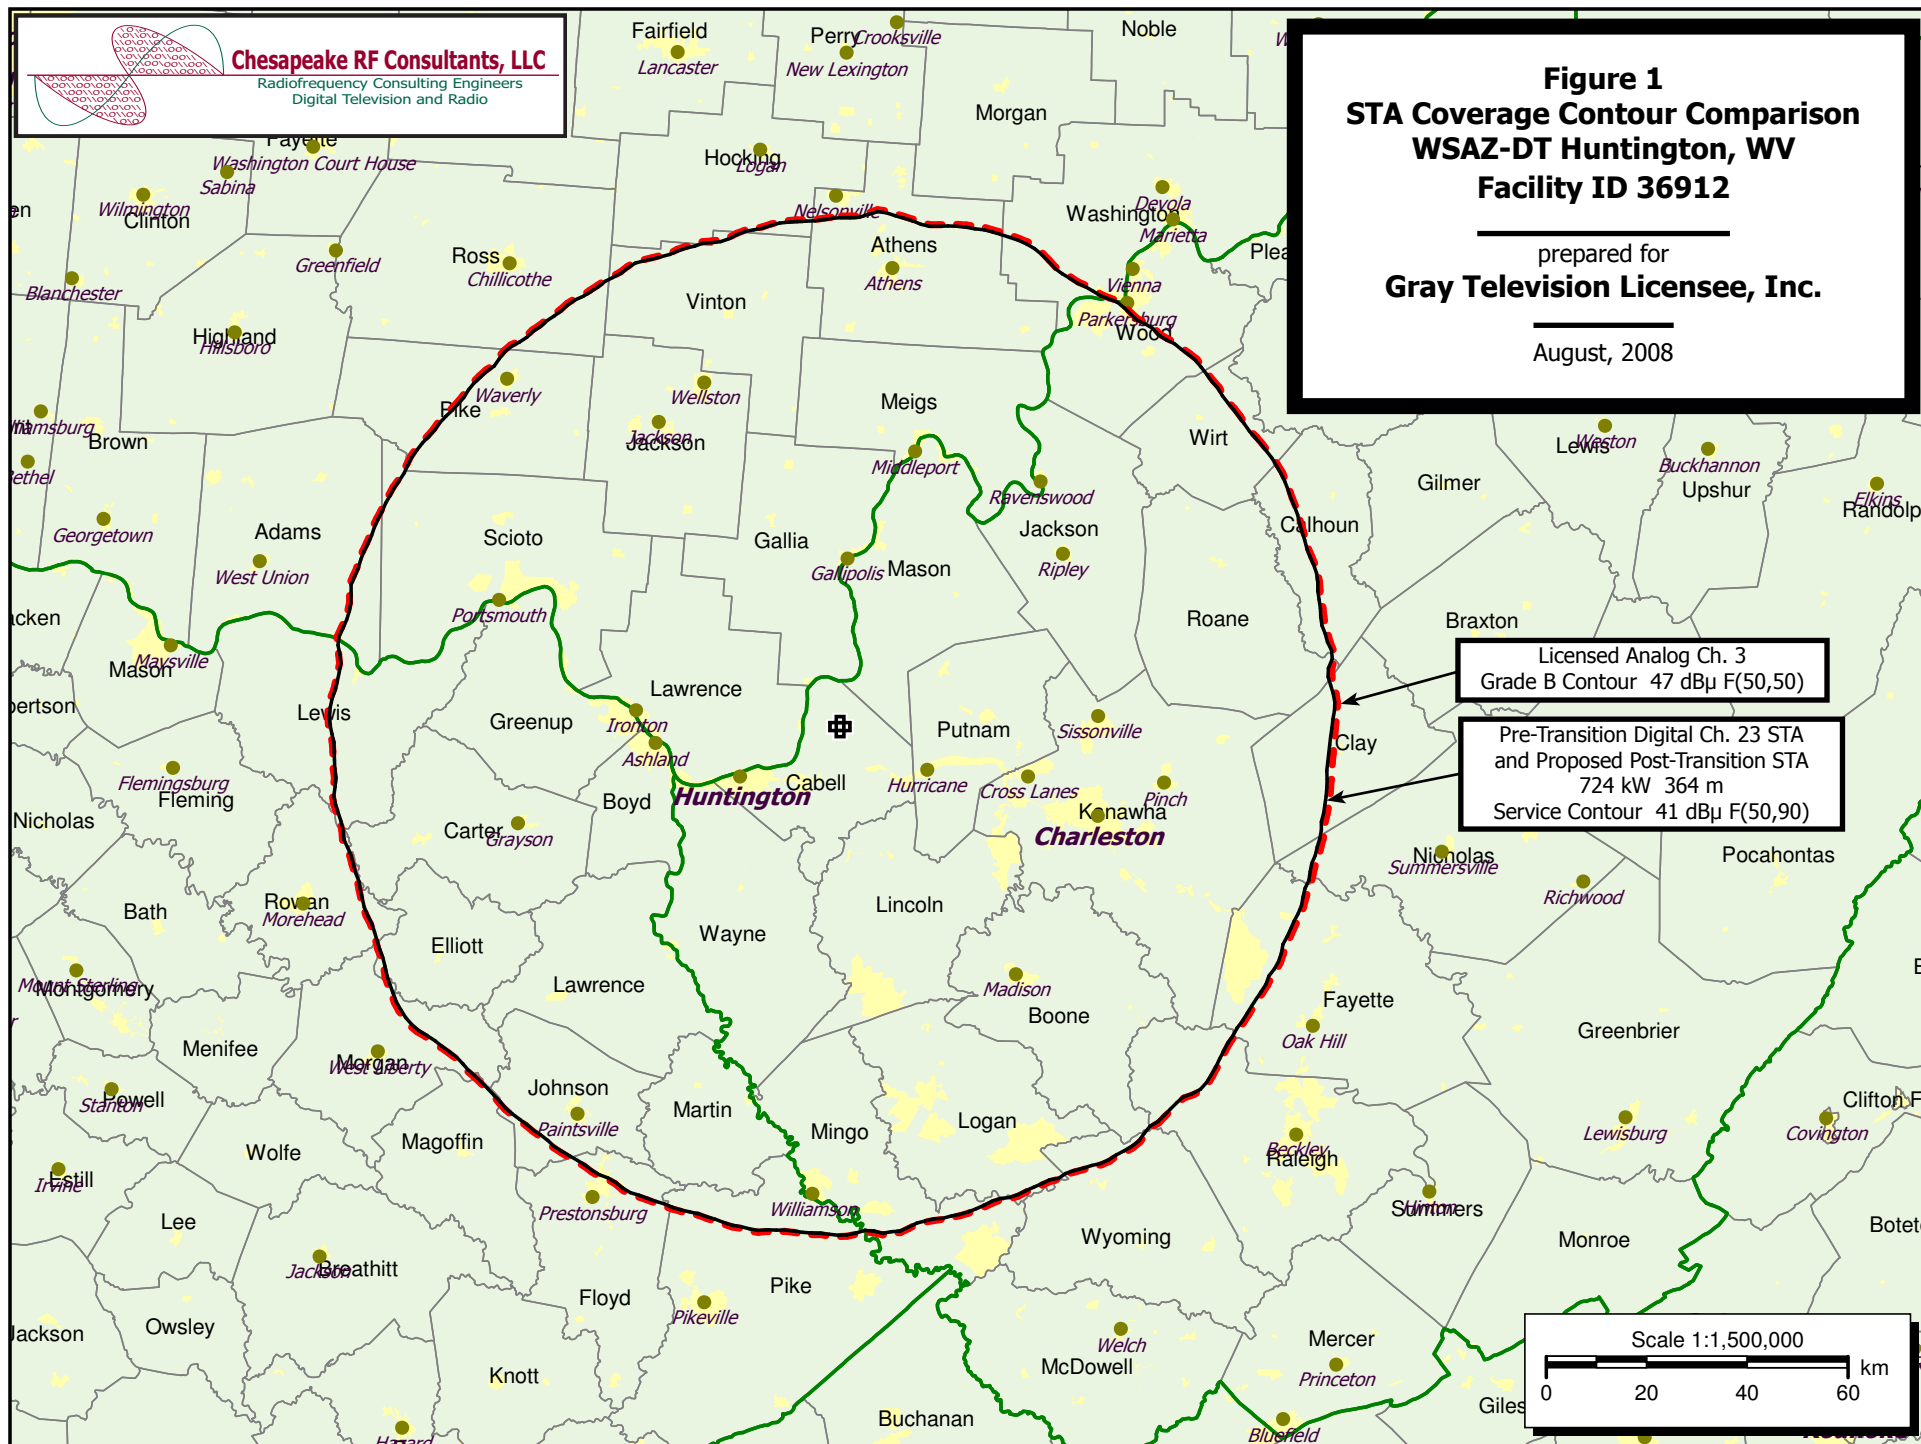 Chesapeake RF Consultants, LLC
Radiofrequency Consulting Engineers
Digital Television and Radio
Figure 1
STA Coverage Contour Comparison
WSAZ-DT Huntington, WV
Facility ID 36912
prepared for
Gray Television Licensee, Inc.
August, 2008
Fairfield
Lancaster
Perry
Crooksville
New Lexington
Noble
Morgan
Fayette
Washington Court House
Sabina
Wilmington
Clinton
Hocking
Logan
Nelsonville
Devola
Washington
Marietta
Athens
Athens
Ross
Chillicothe
Greenfield
Blanchester
Vienna
Parkersburg
Wood
Vinton
Highland
Hillsboro
Waverly
Pike
Wellston
Jackson
Jackson
Meigs
Middleport
Wirt
Brown
Lewis
Weston
Buckhannon
Upshur
Elkins
Gilmer
Ravenswood
Calhoun
Georgetown
Adams
West Union
Scioto
Gallia
Gallipolis
Mason
Jackson
Ripley
Portsmouth
Roane
Braxton
Mason
Maysville
Licensed Analog Ch. 3
Grade B Contour 47 dBµ F(50,50)
Lawrence
Lewis
Greenup
Ironton
Ashland
Putnam
Sissonville
Clay
Pre-Transition Digital Ch. 23 STA
and Proposed Post-Transition STA
724 kW 364 m
Service Contour 41 dBµ F(50,90)
Flemingsburg
Fleming
Boyd
Huntington
Cabell
Hurricane
Cross Lanes
Pinch
Kanawha
Charleston
Nicholas
Carter
Grayson
Nicholas
Summersville
Richwood
Pocahontas
Bath
Rowan
Morehead
Elliott
Wayne
Lincoln
Mount Sterling
Montgomery
Lawrence
Madison
Boone
Fayette
Oak Hill
Greenbrier
Menifee
Morgan
West Liberty
Powell
Stanton
Johnson
Paintsville
Martin
Mingo
Logan
Clifton F
Covington
Lewisburg
Beckley
Raleigh
Wolfe
Magoffin
Estill
Irvine
Prestonsburg
Williamson
Summers
Hinton
Lee
Wyoming
Monroe
Botet
Jackson
Breathitt
Floyd
Pike
Pikeville
Jackson
Owsley
Welch
McDowell
Mercer
Princeton
Knott
Buchanan
Bluefield
Giles
Scale 1:1,500,000
0 20 40 60 km